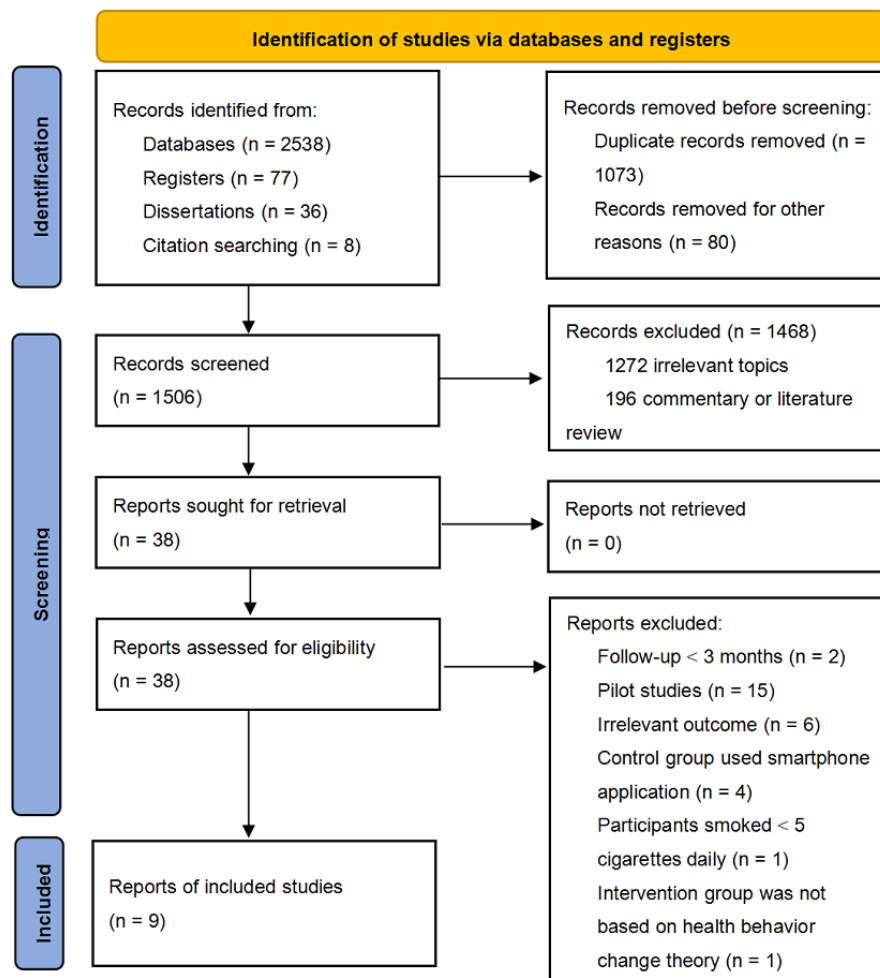 Identification of studies via databases and registers
Identification
Records identified from:
Databases (n = 2538)
Registers (n = 77)
Dissertations (n = 36)
Citation searching (n = 8)
Records removed before screening:
Duplicate records removed (n =
1073)
Records removed for other
reasons (n = 80)
Screening
Records screened
(n = 1506)
Records excluded (n = 1468)
1272 irrelevant topics
196 commentary or literature
review
Reports sought for retrieval
(n = 38)
Reports not retrieved
(n = 0)
Reports assessed for eligibility
(n = 38)
Reports excluded:
Follow-up < 3 months (n = 2)
Pilot studies (n = 15)
Irrelevant outcome (n = 6)
Control group used smartphone
application (n = 4)
Participants smoked < 5
cigarettes daily (n = 1)
Intervention group was not
based on health behavior
change theory (n = 1)
Included
Reports of included studies
(n = 9)